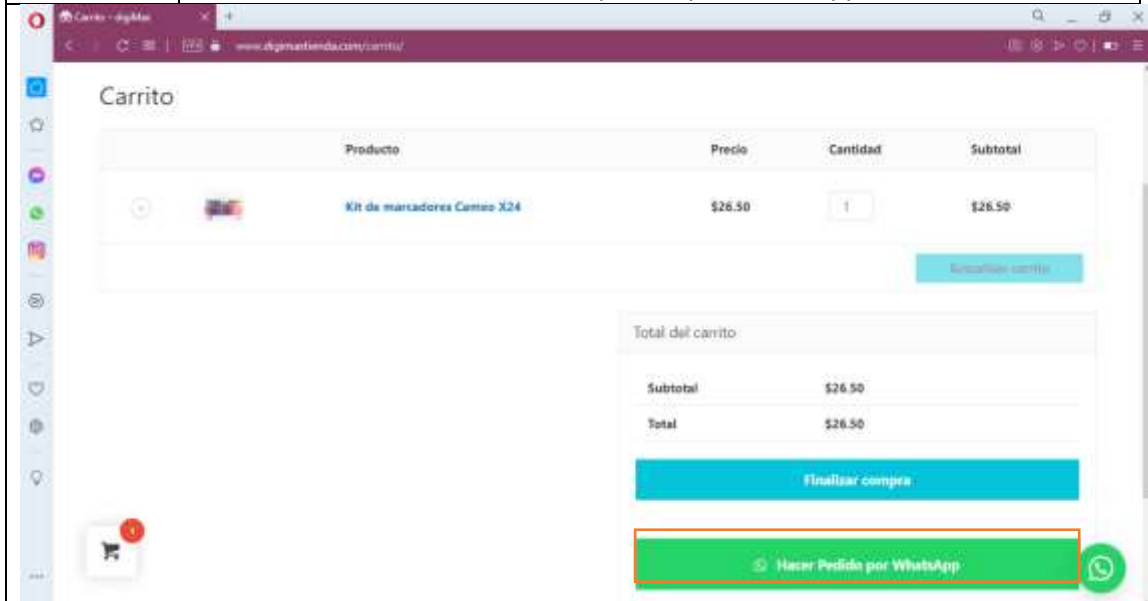 Carrito - digiMas
www.digimastienda.com/carrito/
Carrito
Producto Precio Cantidad Subtotal
Kit de marcadores Cameo X24 $26.50 1 $26.50
Total del carrito
Subtotal $26.50
Total $26.50
Finalizar compra
1
Hacer Pedido por WhatsApp